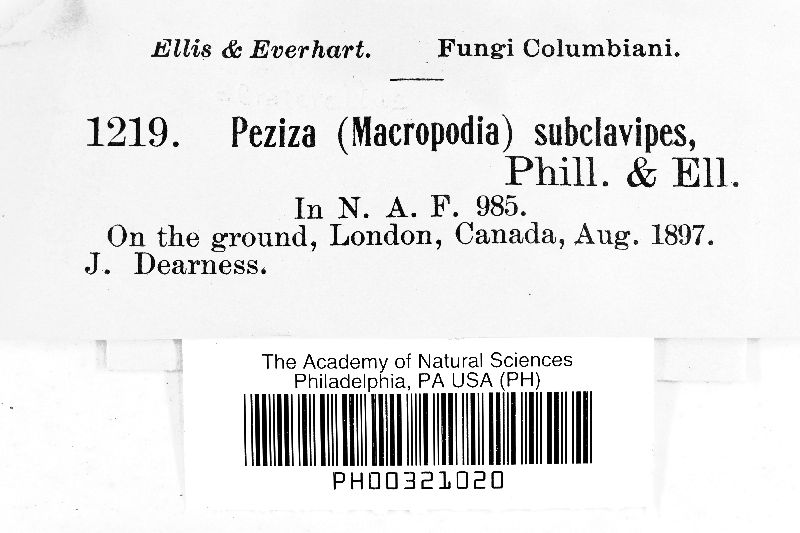 Ellis & Everhart. Fungi Columbiani.
1219. Peziza (Macropodia) subclavipes,
Phill. & Ell.
In N. A. F. 985.
On the ground, London, Canada, Aug. 1897.
J. Dearness.
The Academy of Natural Sciences
Philadelphia, PA USA (PH)
PH00321020